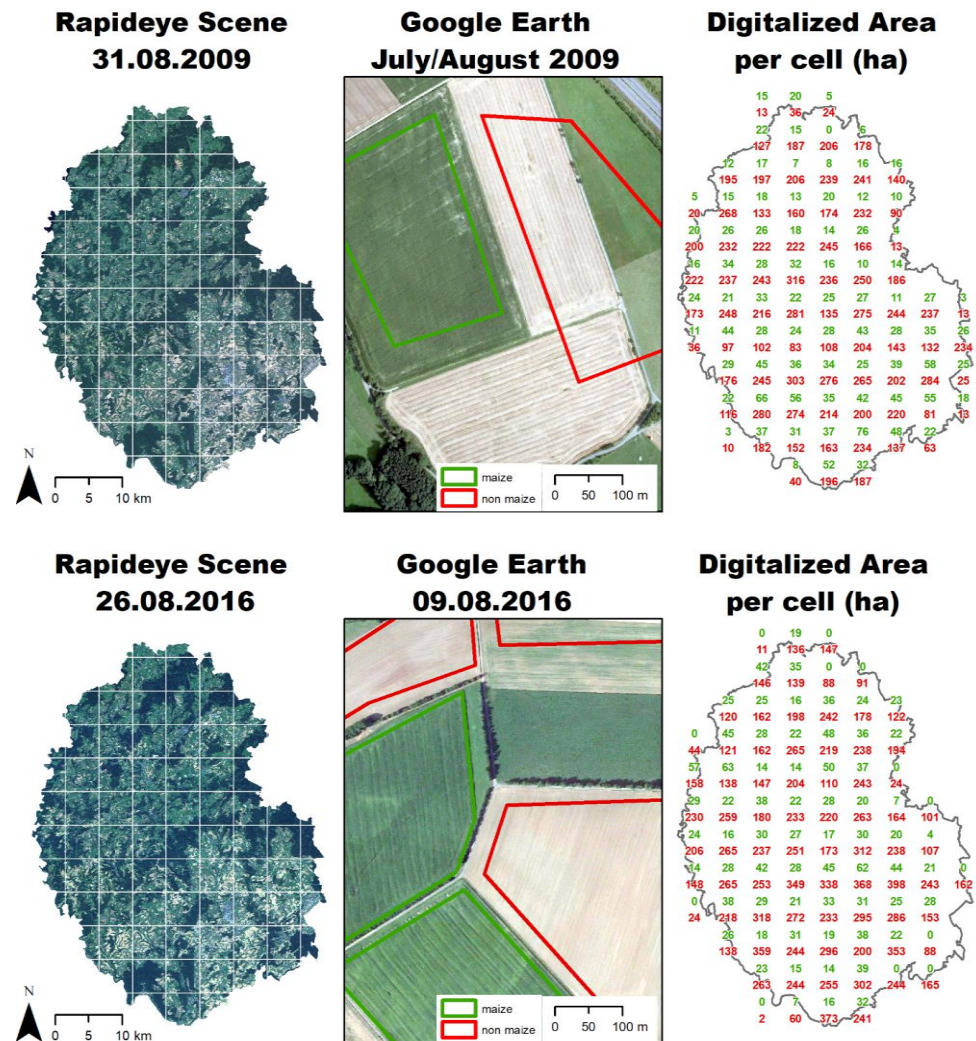 Rapideye Scene
31.08.2009
Google Earth
July/August 2009
Digitalized Area
per cell (ha)
N
0 5 10 km
maize
non maize
0 50 100 m
15 20 5
13 36 24
22 15 0 6
127 187 206 178
12 17 7 8 16 16
195 197 206 239 241 140
5 15 18 13 20 12 10
20 268 133 160 174 232 90
20 26 26 18 14 26 4
200 232 222 222 245 166 13
16 34 28 32 16 10 14
222 237 243 316 236 250 186
24 21 33 22 25 27 11 27 3
173 248 216 281 135 275 244 237 13
11 44 28 24 28 43 28 35 26
36 97 102 83 108 204 143 132 234
29 45 36 34 25 39 58 25
176 245 303 276 265 202 284 25
22 66 56 35 42 45 55 18
116 280 274 214 200 220 81 13
3 37 31 37 76 48 22
10 182 152 163 234 137 63
8 52 32
40 196 187
Rapideye Scene
26.08.2016
Google Earth
09.08.2016
Digitalized Area
per cell (ha)
N
0 5 10 km
maize
non maize
0 50 100 m
0 19 0
11 136 147
42 35 0 0
146 139 88 91
25 25 16 36 24 23
120 162 198 242 178 122
0 45 28 22 48 36 22
44 121 162 265 219 238 194
57 63 14 14 50 37 0
158 138 147 204 110 243 24
29 22 38 22 28 20 7 0
230 259 180 233 220 263 164 101
24 16 30 27 17 30 20 4
206 265 237 251 173 312 238 107
14 28 42 28 45 62 44 21 0
148 265 253 349 338 368 398 243 162
0 38 29 21 33 31 25 28
24 218 318 272 233 295 286 153
26 18 31 19 38 22 0
138 359 244 296 200 353 88
23 15 14 39 0 0
263 244 255 302 244 165
0 7 16 32
2 60 373 241